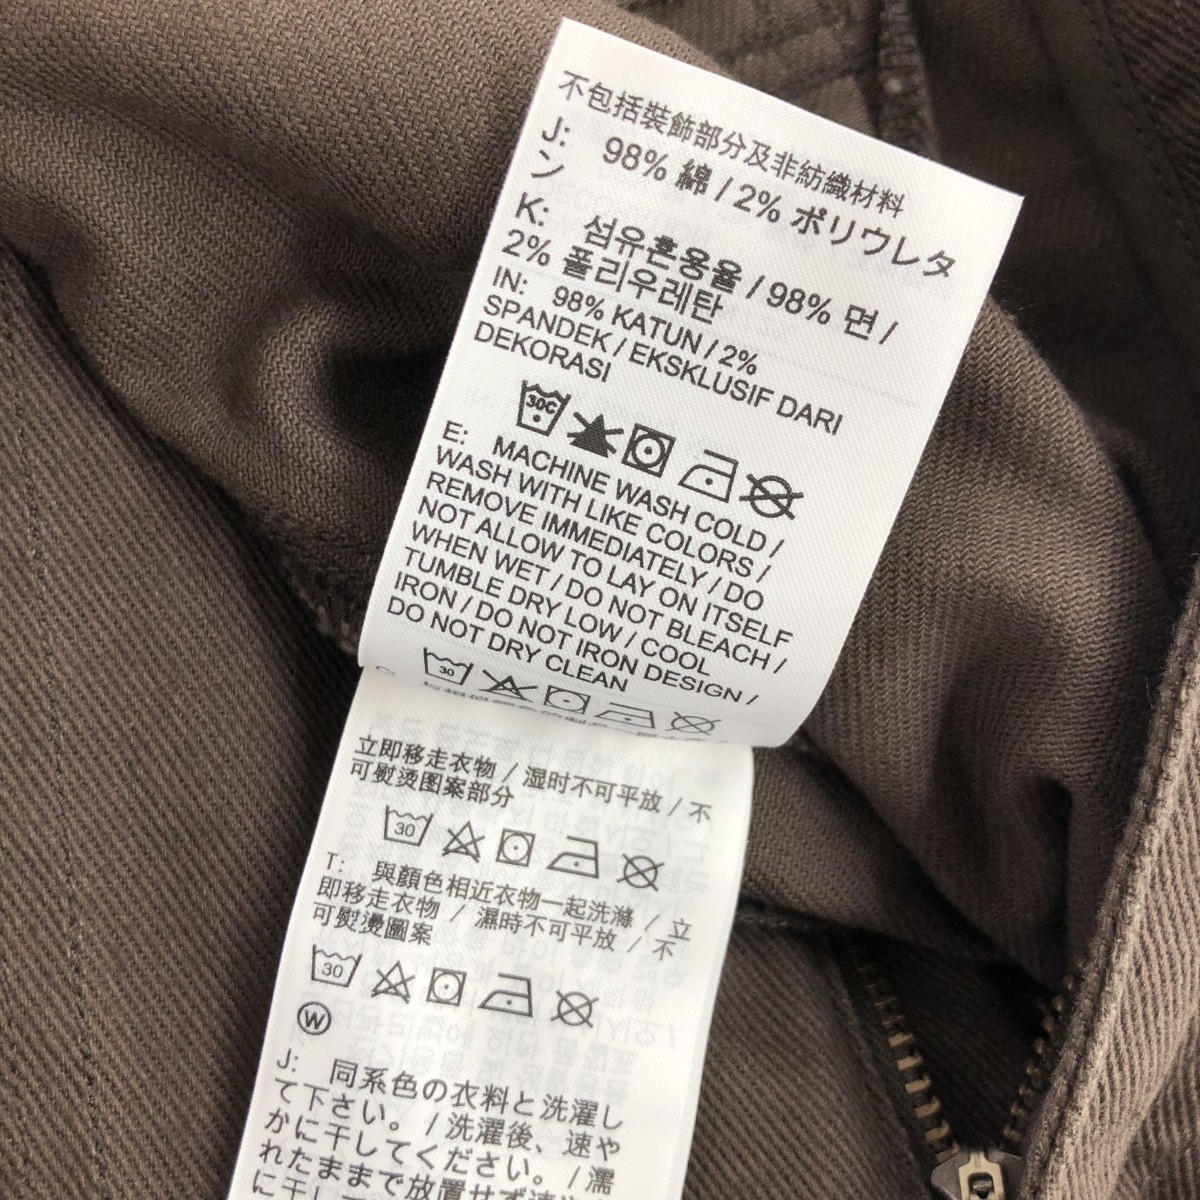 不包括裝飾部分及非紡織材料
J: 98% 綿 / 2% ポリウレタ
ン
K: 섬유혼용율 / 98% 면 /
2% 폴리우레탄
IN: 98% KATUN / 2%
SPANDEK / EKSKLUSIF DARI
DEKORASI
30C
E: MACHINE WASH COLD /
WASH WITH LIKE COLORS /
REMOVE IMMEDIATELY / DO
NOT ALLOW TO LAY ON ITSELF
WHEN WET / DO NOT BLEACH /
TUMBLE DRY LOW / COOL
IRON / DO NOT IRON DESIGN /
DO NOT DRY CLEAN
30
立即移走衣物 / 湿时不可平放 / 不
可熨烫图案部分
30
T: 與顏色相近衣物一起洗滌 / 立
即移走衣物 / 濕時不可平放 / 不
可熨燙圖案
30
W
J: 同系色の衣料と洗濯し
て下さい。 / 洗濯後、速や
かに干してください。 / 濡
れたままで放置せず速
に干して